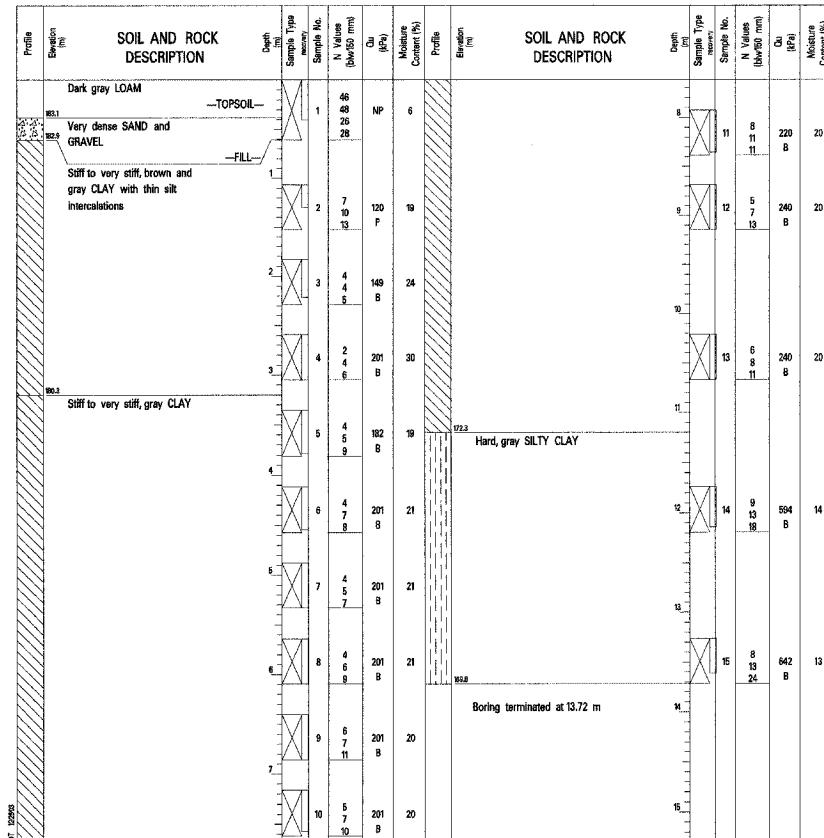 Profile
Elevation (m)
SOIL AND ROCK DESCRIPTION
Depth (m)
Sample Type
recovery
Sample No.
N Values (blw/150 mm)
Qu (kPa)
Moisture Content (%)
Profile
Elevation (m)
SOIL AND ROCK DESCRIPTION
Depth (m)
Sample Type
recovery
Sample No.
N Values (blw/150 mm)
Qu (kPa)
Moisture Content (%)
Dark gray LOAM
—TOPSOIL—
183.1
Very dense SAND and
GRAVEL
182.9
—FILL—
Stiff to very stiff, brown and
gray CLAY with thin silt
intercalations
180.3
Stiff to very stiff, gray CLAY
1
2
3
4
5
6
7
1 46 48 26 28 NP 6
2 7 10 13 120 P 19
3 4 4 5 149 B 24
4 2 4 6 201 B 30
5 4 5 9 182 B 19
6 4 7 8 201 B 21
7 4 5 7 201 B 21
8 4 6 9 201 B 21
9 6 7 11 201 B 20
10 5 7 10 201 B 20
172.3
Hard, gray SILTY CLAY
169.8
Boring terminated at 13.72 m
8
9
10
11
12
13
14
15
11 8 11 11 220 B 20
12 5 7 13 240 B 20
13 6 8 11 240 B 20
14 9 13 18 594 B 14
15 8 13 24 642 B 13